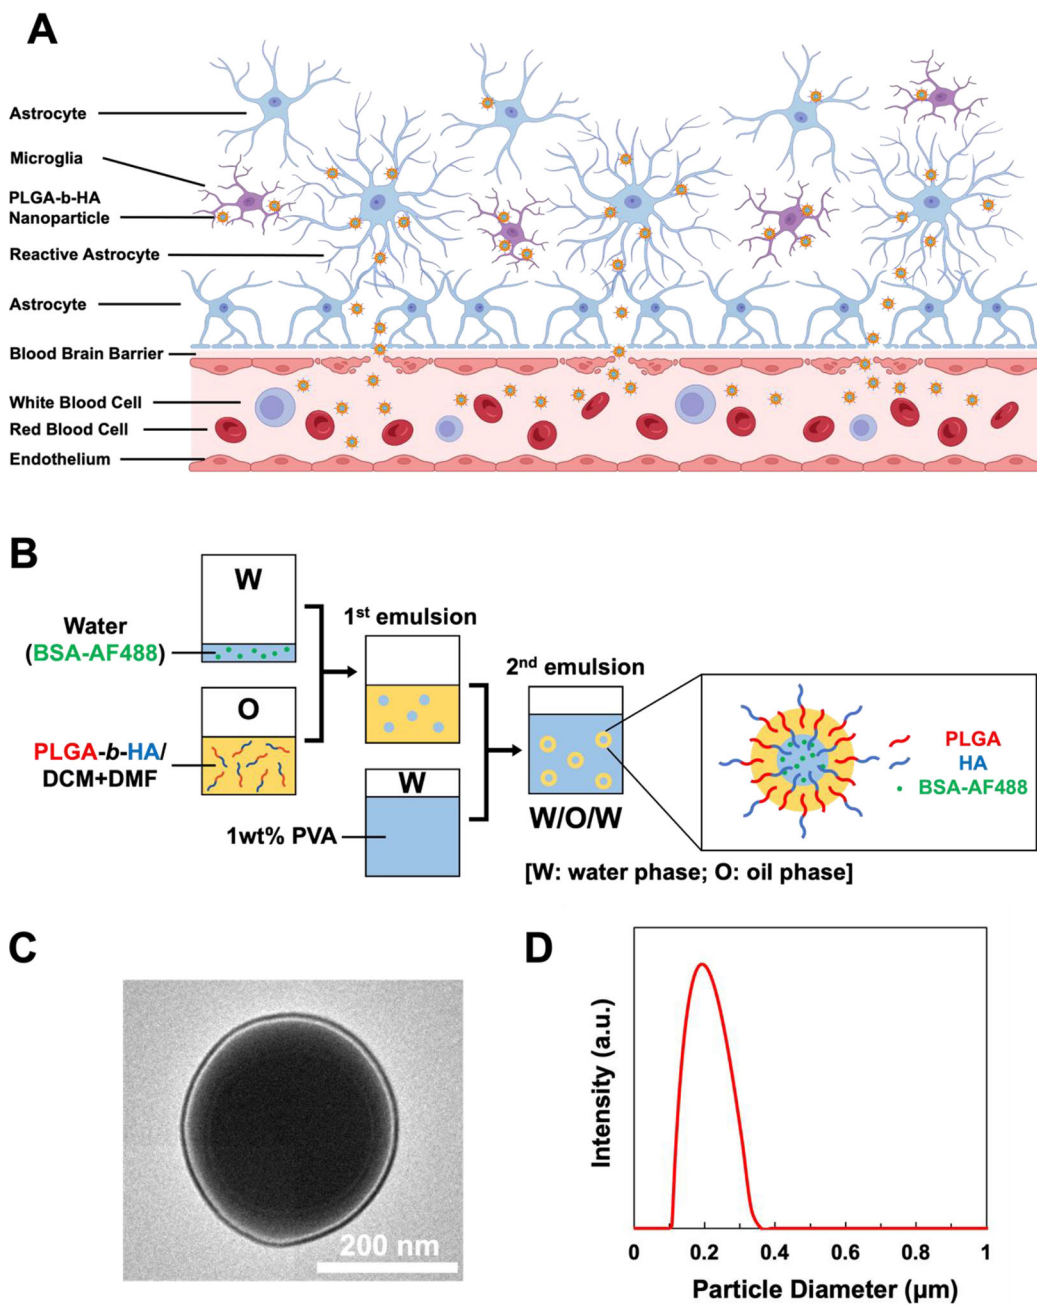 A
Astrocyte
Microglia
PLGA-b-HA
Nanoparticle
Reactive Astrocyte
Astrocyte
Blood Brain Barrier
White Blood Cell
Red Blood Cell
Endothelium
B
W
Water
(BSA-AF488)
O
PLGA-b-HA/
DCM+DMF
1st emulsion
W
1wt% PVA
2nd emulsion
W/O/W
[W: water phase; O: oil phase]
PLGA
HA
BSA-AF488
C
200 nm
D
Intensity (a.u.)
0 0.2 0.4 0.6 0.8 1
Particle Diameter (μm)